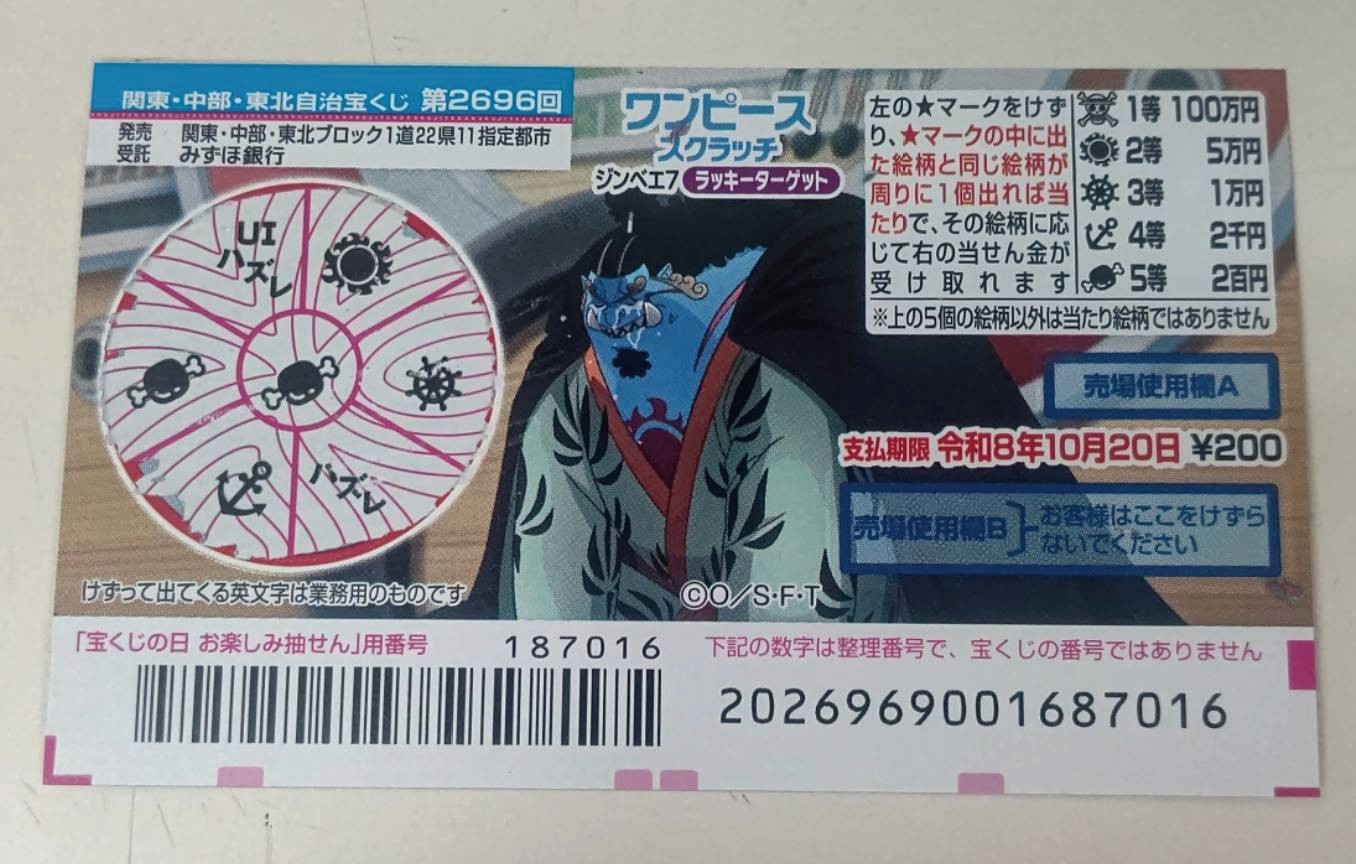 関東・中部・東北自治宝くじ 第2696回
発売 関東・中部・東北ブロック1道22県11指定都市
受託 みずほ銀行
ワンピース
スクラッチ
ジンベエ7 ラッキーターゲット
左の★マークをけず
り、★マークの中に出
た絵柄と同じ絵柄が
周りに1個出れば当
たりで、その絵柄に応
じて右の当せん金が
受け取れます
1等 100万円
2等 5万円
3等 1万円
4等 2千円
5等 2百円
※上の5個の絵柄以外は当たり絵柄ではありません
UI
ハズレ
ハズレ
売場使用欄A
支払期限 令和8年10月20日 ¥200
売場使用欄B
お客様はここをけずら
ないでください
けずって出てくる英文字は業務用のものです
©O/S・F・T
「宝くじの日 お楽しみ抽せん」用番号 187016
下記の数字は整理番号で、宝くじの番号ではありません
2026969001687016